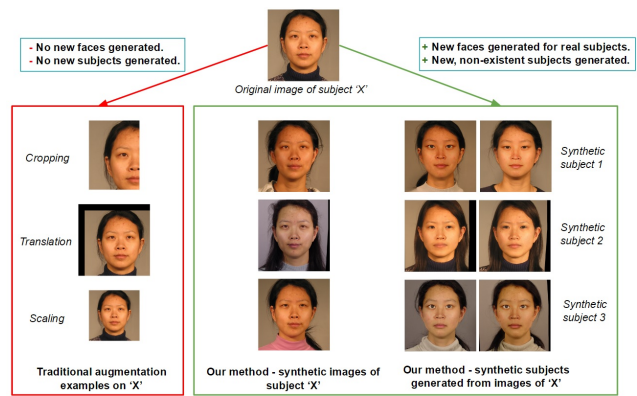 - No new faces generated.
- No new subjects generated.
+ New faces generated for real subjects.
+ New, non-existent subjects generated.
Original image of subject 'X'
Cropping
Translation
Scaling
Synthetic
subject 1
Synthetic
subject 2
Synthetic
subject 3
Traditional augmentation
examples on 'X'
Our method - synthetic images of
subject 'X'
Our method - synthetic subjects
generated from images of 'X'